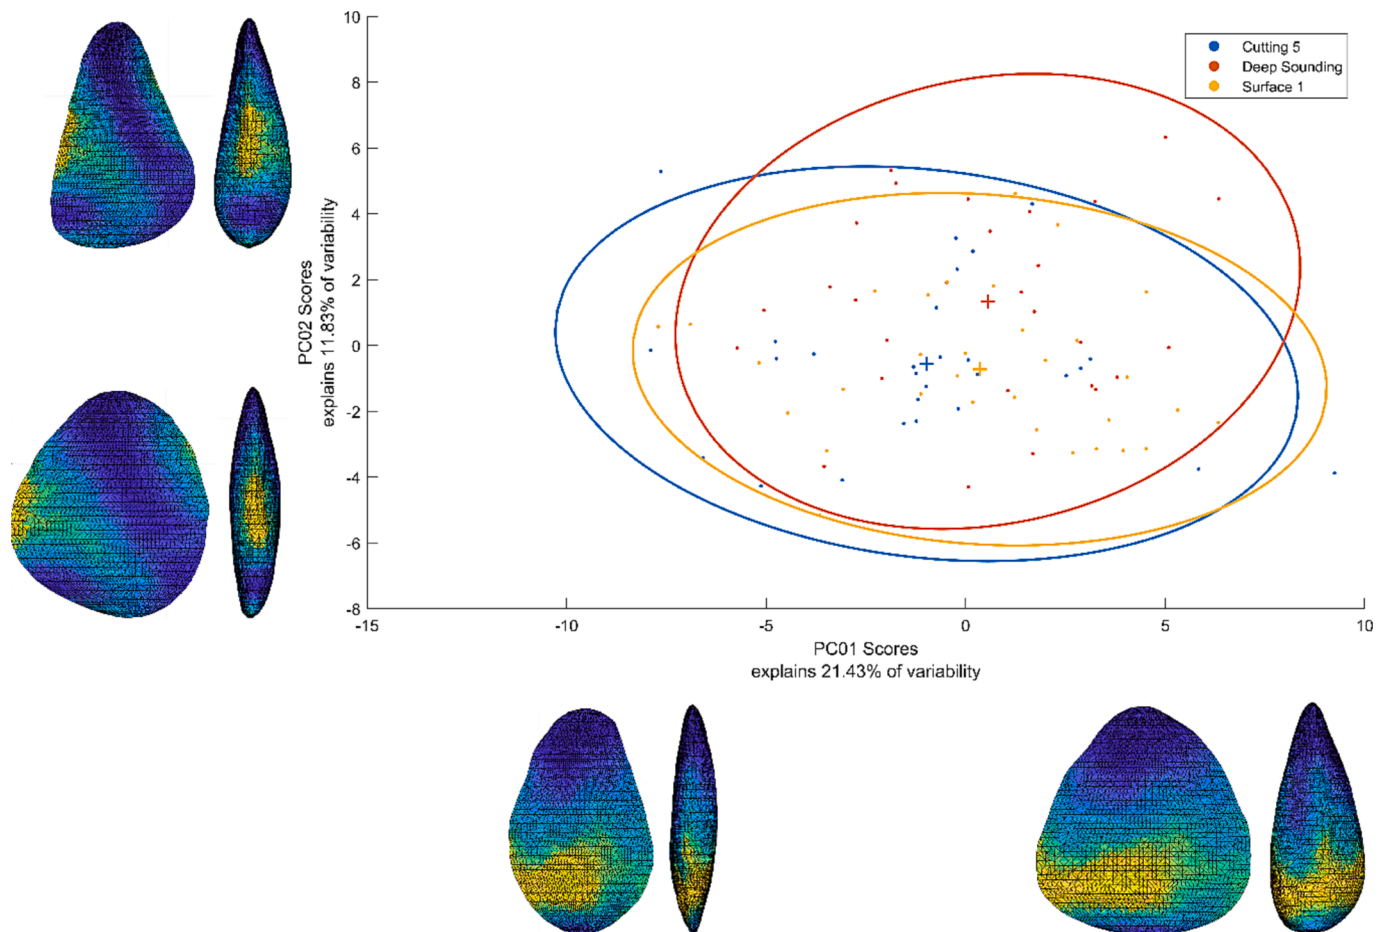 10
8
6
4
2
0
-2
-4
-6
-8
-15
-10
-5
0
5
10
PC02 Scores
explains 11.83% of variability
PC01 Scores
explains 21.43% of variability
Cutting 5
Deep Sounding
Surface 1